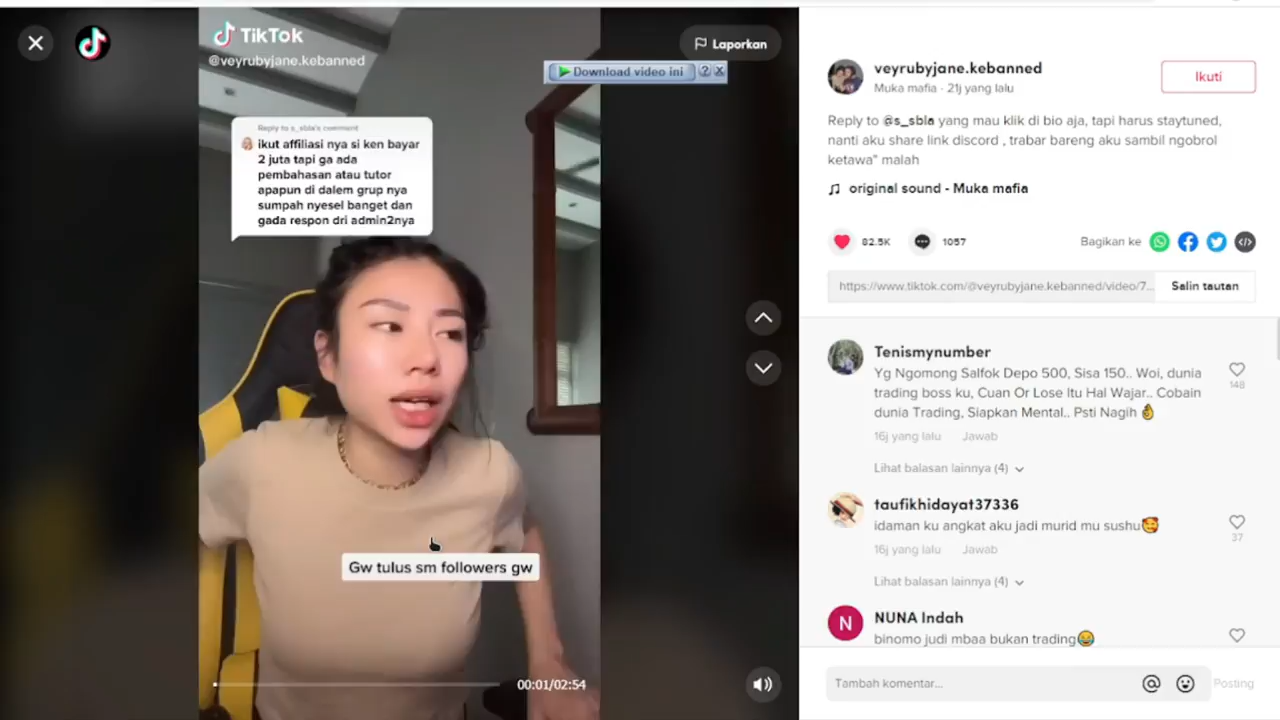 TikTok
@veyrubyjane.kebanned
Laporkan
Download video ini
Reply to s_sbla's comment
ikut affiliasi nya si ken bayar
2 juta tapi ga ada
pembahasan atau tutor
apapun di dalem grup nya
sumpah nyesel banget dan
gada respon dri admin2nya
Gw tulus sm followers gw
00:01/02:54
veyrubyjane.kebanned
Muka mafia · 21j yang lalu
Ikuti
Reply to @s_sbla yang mau klik di bio aja, tapi harus staytuned,
nanti aku share link discord , trabar bareng aku sambil ngobrol
ketawa" malah
original sound - Muka mafia
82.5K
1057
Bagikan ke
https://www.tiktok.com/@veyrubyjane.kebanned/video/7...
Salin tautan
Tenismynumber
Yg Ngomong Salfok Depo 500, Sisa 150.. Woi, dunia
trading boss ku, Cuan Or Lose Itu Hal Wajar.. Cobain
dunia Trading, Siapkan Mental.. Psti Nagih 👌
148
16j yang lalu Jawab
Lihat balasan lainnya (4)
taufikhidayat37336
idaman ku angkat aku jadi murid mu sushu🥰
37
16j yang lalu Jawab
Lihat balasan lainnya (4)
N
NUNA Indah
binomo judi mbaa bukan trading😂
Tambah komentar...
Posting